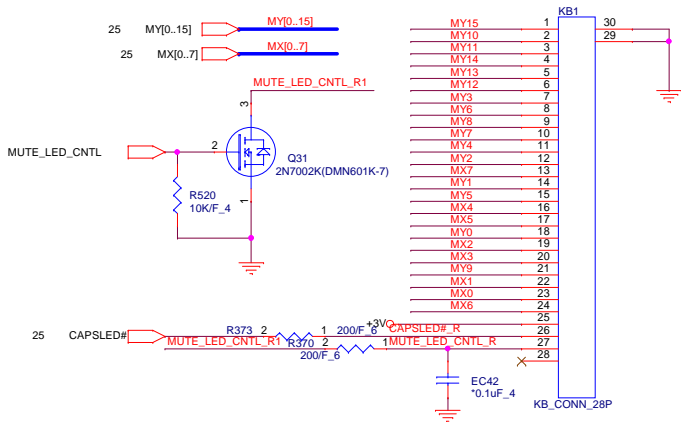 25 MY[0..15] MY[0..15]
25 MX[0..7] MX[0..7]
MUTE_LED_CNTL_R1
3
MUTE_LED_CNTL
2
Q31
2N7002K(DMN601K-7)
R520
10K/F_4
1
KB1
MY15 1 30
MY10 2 29
MY11 3
MY14 4
MY13 5
MY12 6
MY3 7
MY6 8
MY8 9
MY7 10
MY4 11
MY2 12
MX7 13
MY1 14
MY5 15
MX4 16
MX5 17
MY0 18
MX2 19
MX3 20
MY9 21
MX1 22
MX0 23
MX6 24
+3V 25
25 CAPSLED# R373 2 1 200/F_6 CAPSLED#_R 26
MUTE_LED_CNTL_R1 R370 2 1 MUTE_LED_CNTL_R 27
200/F_6
28
EC42
*0.1uF_4
KB_CONN_28P